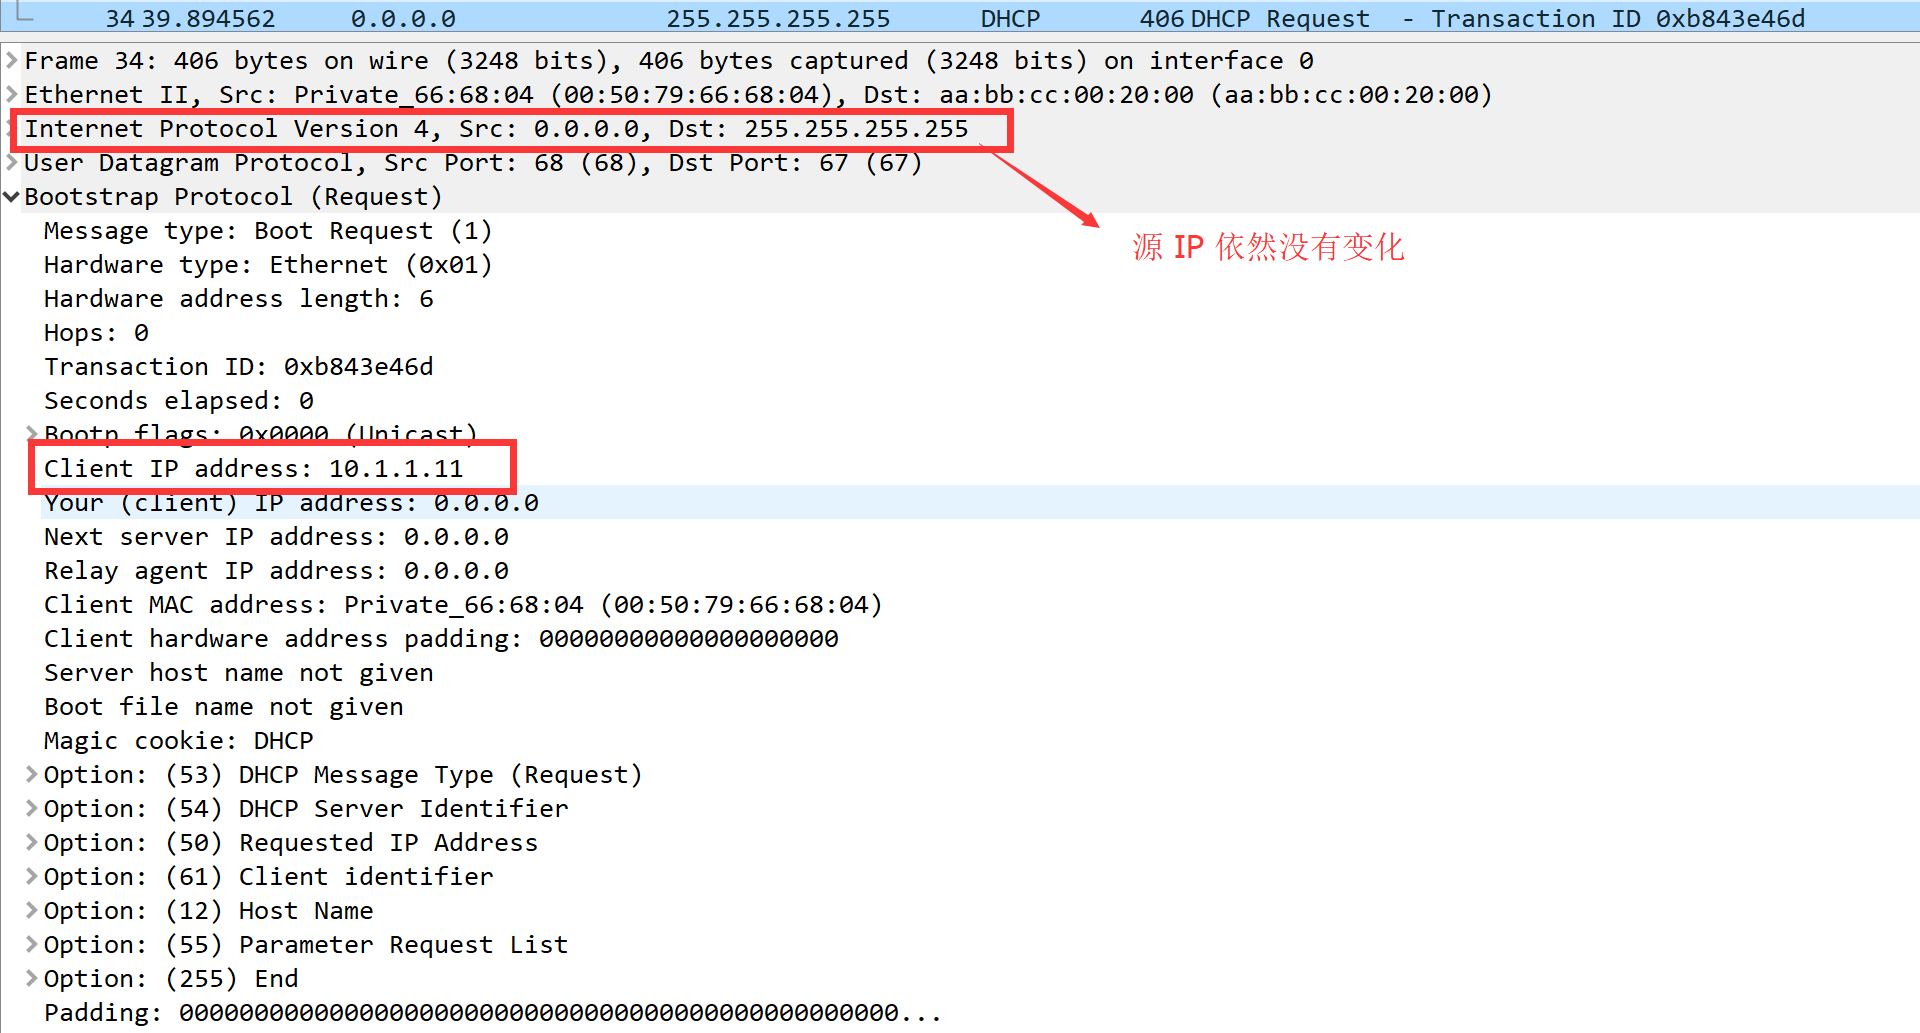 34 39.894562 0.0.0.0 255.255.255.255 DHCP 406 DHCP Request - Transaction ID 0xb843e46d
Frame 34: 406 bytes on wire (3248 bits), 406 bytes captured (3248 bits) on interface 0
Ethernet II, Src: Private_66:68:04 (00:50:79:66:68:04), Dst: aa:bb:cc:00:20:00 (aa:bb:cc:00:20:00)
Internet Protocol Version 4, Src: 0.0.0.0, Dst: 255.255.255.255
User Datagram Protocol, Src Port: 68 (68), Dst Port: 67 (67)
Bootstrap Protocol (Request)
Message type: Boot Request (1)
源 IP 依然没有变化
Hardware type: Ethernet (0x01)
Hardware address length: 6
Hops: 0
Transaction ID: 0xb843e46d
Seconds elapsed: 0
Bootp flags: 0x0000 (Unicast)
Client IP address: 10.1.1.11
Your (client) IP address: 0.0.0.0
Next server IP address: 0.0.0.0
Relay agent IP address: 0.0.0.0
Client MAC address: Private_66:68:04 (00:50:79:66:68:04)
Client hardware address padding: 00000000000000000000
Server host name not given
Boot file name not given
Magic cookie: DHCP
Option: (53) DHCP Message Type (Request)
Option: (54) DHCP Server Identifier
Option: (50) Requested IP Address
Option: (61) Client identifier
Option: (12) Host Name
Option: (55) Parameter Request List
Option: (255) End
Padding: 000000000000000000000000000000000000000000000000...